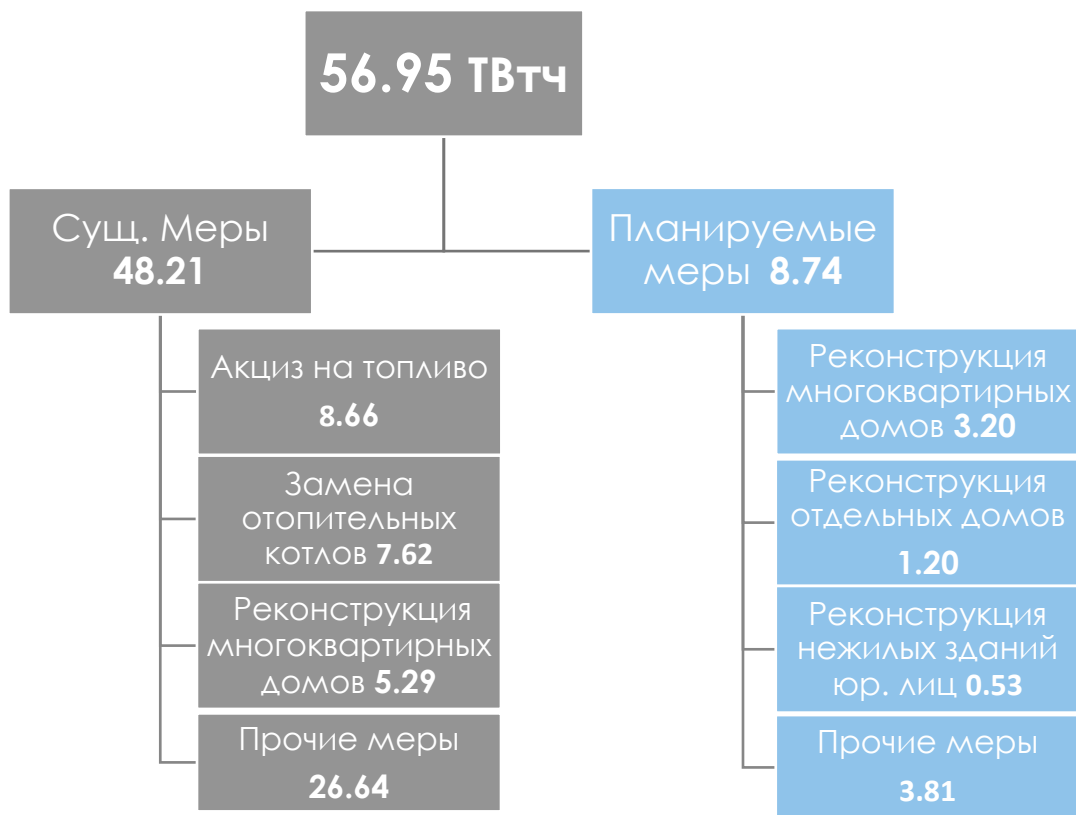 56.95 ТВтч
Сущ. Меры
48.21
Планируемые
меры 8.74
Акциз на топливо
8.66
Замена
отопительных
котлов 7.62
Реконструкция
многоквартирных
домов 5.29
Прочие меры
26.64
Реконструкция
многоквартирных
домов 3.20
Реконструкция
отдельных домов
1.20
Реконструкция
нежилых зданий
юр. лиц 0.53
Прочие меры
3.81